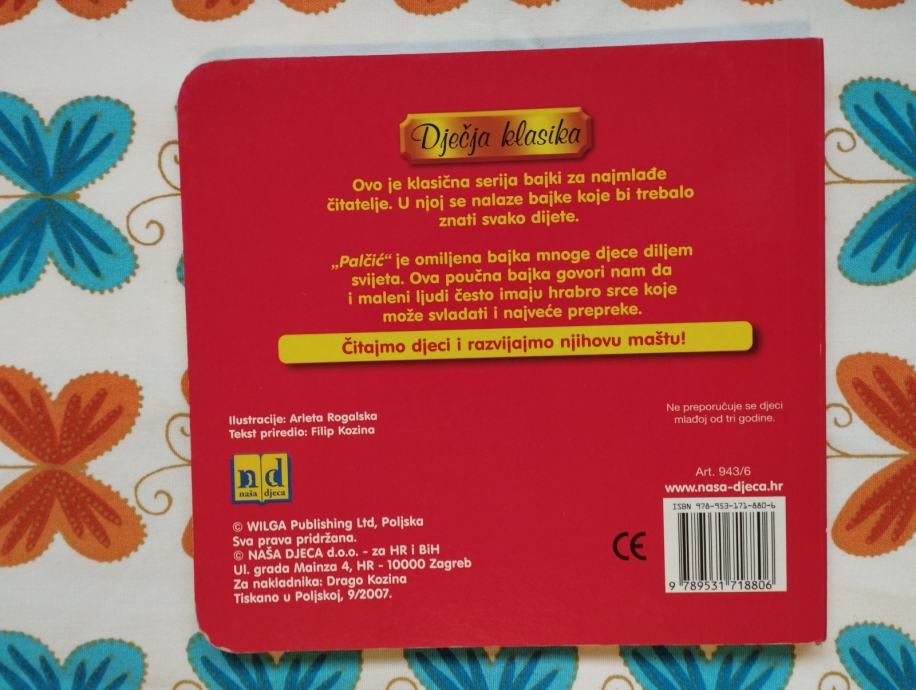 Dječja klasika
Ovo je klasična serija bajki za najmlađe
čitatelje. U njoj se nalaze bajke koje bi trebalo
znati svako dijete.
„Palčić“ je omiljena bajka mnoge djece diljem
svijeta. Ova poučna bajka govori nam da
i maleni ljudi često imaju hrabro srce koje
može svladati i najveće prepreke.
Čitajmo djeci i razvijajmo njihovu maštu!
Ilustracije: Arleta Rogalska
Tekst priredio: Filip Kozina
nd
naša djeca
© WILGA Publishing Ltd, Poljska
Sva prava pridržana.
© NAŠA DJECA d.o.o. - za HR i BiH
Ul. grada Mainza 4, HR - 10000 Zagreb
Za nakladnika: Drago Kozina
Tiskano u Poljskoj, 9/2007.
Ne preporučuje se djeci
mlađoj od tri godine.
Art. 943/6
www.nasa-djeca.hr
ISBN 978-953-171-880-6
CE
9 789531 718806